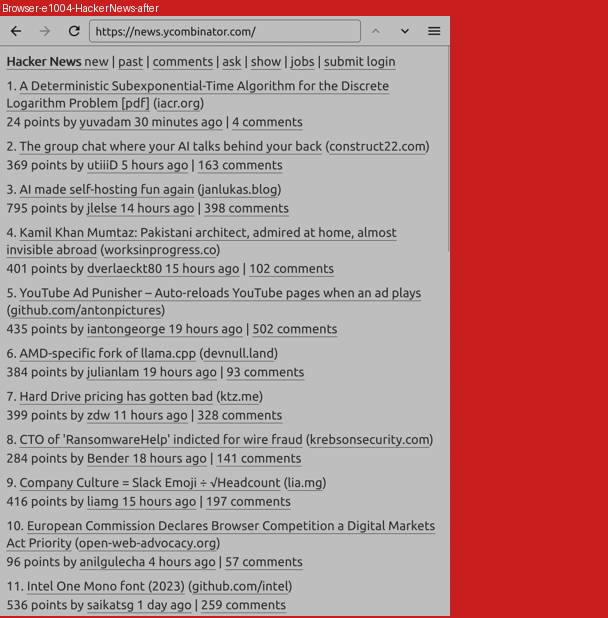 Browser-e1004-HackerNews-after
https://news.ycombinator.com/
Hacker News new | past | comments | ask | show | jobs | submit login
1. A Deterministic Subexponential-Time Algorithm for the Discrete
Logarithm Problem [pdf] (iacr.org)
24 points by yuvadam 30 minutes ago | 4 comments
2. The group chat where your AI talks behind your back (construct22.com)
369 points by utiiiD 5 hours ago | 163 comments
3. AI made self-hosting fun again (janlukas.blog)
795 points by jlelse 14 hours ago | 398 comments
4. Kamil Khan Mumtaz: Pakistani architect, admired at home, almost
invisible abroad (worksinprogress.co)
401 points by dverlaeckt80 15 hours ago | 102 comments
5. YouTube Ad Punisher – Auto-reloads YouTube pages when an ad plays
(github.com/antonpictures)
435 points by iantongeorge 19 hours ago | 502 comments
6. AMD-specific fork of llama.cpp (devnull.land)
384 points by julianlam 19 hours ago | 93 comments
7. Hard Drive pricing has gotten bad (ktz.me)
399 points by zdw 11 hours ago | 328 comments
8. CTO of 'RansomwareHelp' indicted for wire fraud (krebsonsecurity.com)
284 points by Bender 18 hours ago | 141 comments
9. Company Culture = Slack Emoji ÷ √Headcount (lia.mg)
416 points by liamg 15 hours ago | 197 comments
10. European Commission Declares Browser Competition a Digital Markets
Act Priority (open-web-advocacy.org)
96 points by anilgulecha 4 hours ago | 57 comments
11. Intel One Mono font (2023) (github.com/intel)
536 points by saikatsg 1 day ago | 259 comments